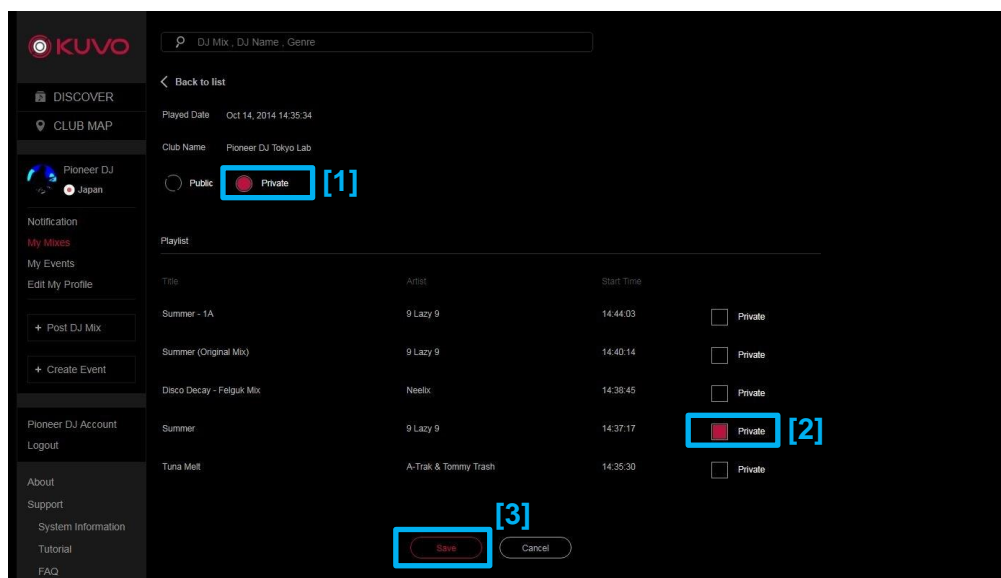 KUVO
DJ Mix , DJ Name , Genre
DISCOVER
CLUB MAP
Pioneer DJ
Japan
Notification
My Mixes
My Events
Edit My Profile
+ Post DJ Mix
+ Create Event
Pioneer DJ Account
Logout
About
Support
System Information
Tutorial
FAQ
Back to list
Played Date Oct 14, 2014 14:35:34
Club Name Pioneer DJ Tokyo Lab
Public Private [1]
Playlist
Title Artist Start Time
Summer - 1A 9 Lazy 9 14:44:03 Private
Summer (Original Mix) 9 Lazy 9 14:40:14 Private
Disco Decay - Felguk Mix Neelix 14:38:45 Private
Summer 9 Lazy 9 14:37:17 Private [2]
Tuna Melt A-Trak & Tommy Trash 14:35:30 Private
[3]
Save Cancel